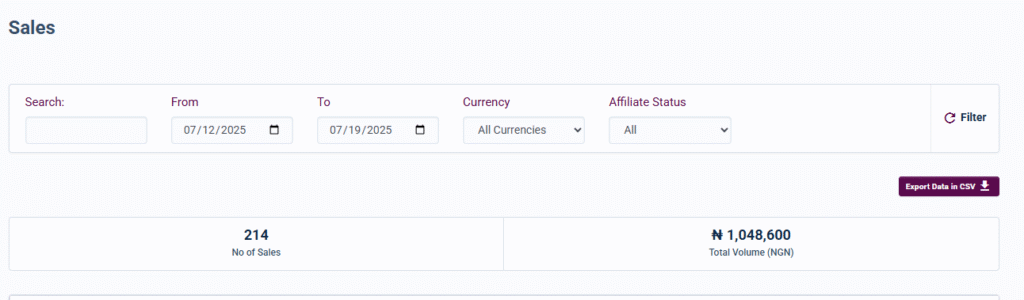 Sales
Search: From To Currency Affiliate Status
07/12/2025 07/19/2025 All Currencies All
Filter
Export Data in CSV
214 ₦ 1,048,600
No of Sales Total Volume (NGN)